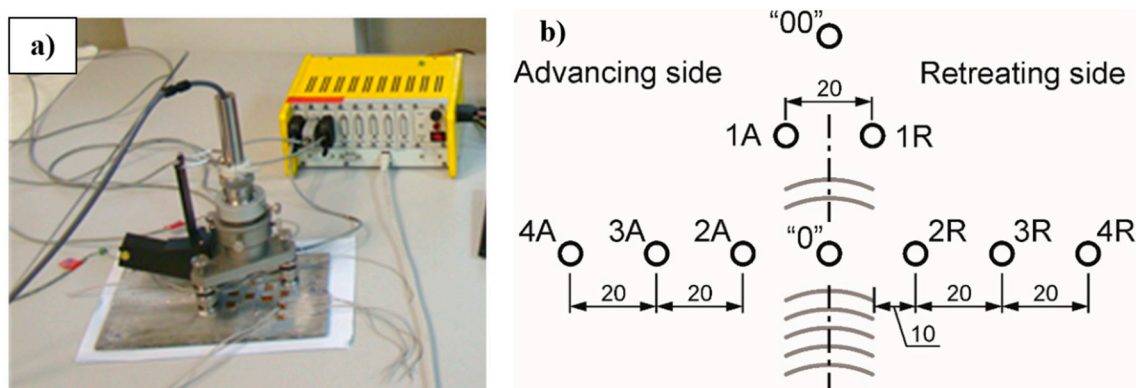 a)
b)
"00"
Advancing side
Retreating side
20
1A
1R
4A
3A
2A
"0"
2R
3R
4R
20
20
20
20
10